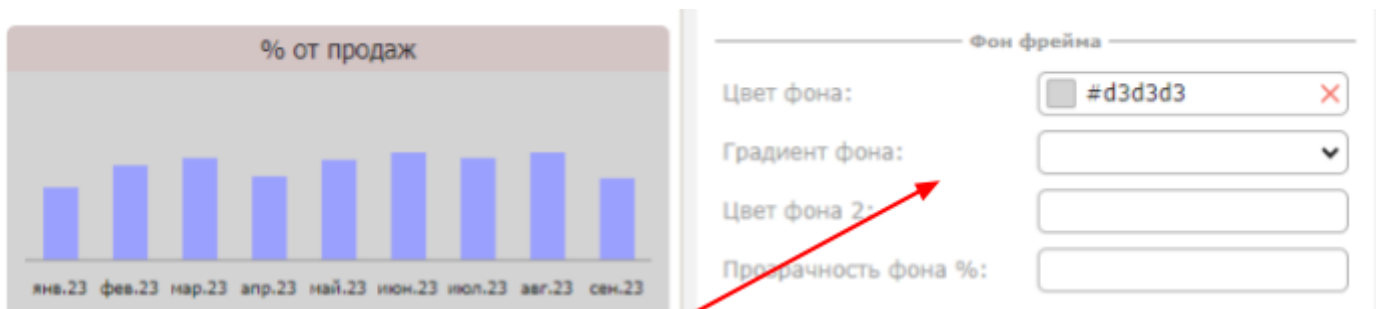 % от продаж
янв.23 фев.23 мар.23 апр.23 май.23 июн.23 июл.23 авг.23 сен.23
Фон фрейма
Цвет фона: #d3d3d3
Градиент фона:
Цвет фона 2:
Прозрачность фона %: